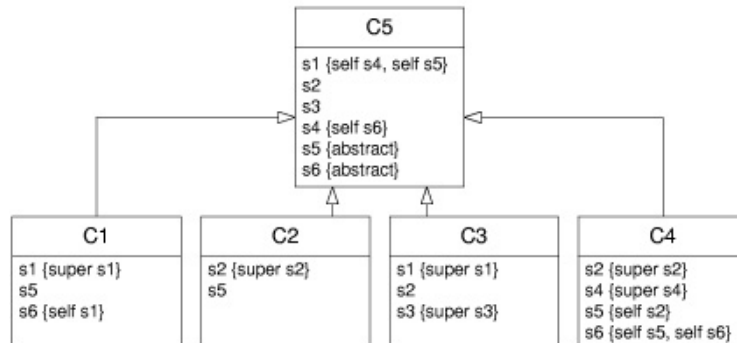 C5
s1 {self s4, self s5}
s2
s3
s4 {self s6}
s5 {abstract}
s6 {abstract}
C1
s1 {super s1}
s5
s6 {self s1}
C2
s2 {super s2}
s5
C3
s1 {super s1}
s2
s3 {super s3}
C4
s2 {super s2}
s4 {super s4}
s5 {self s2}
s6 {self s5, self s6}